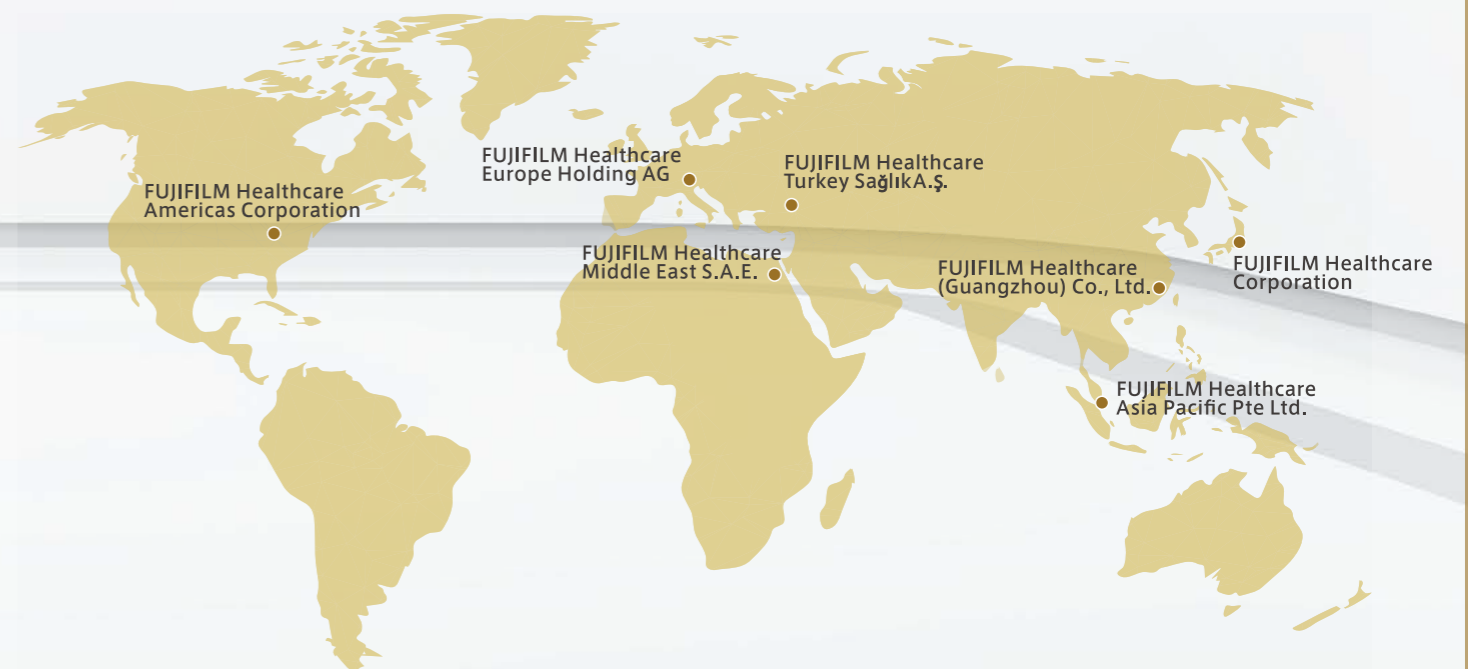 FUJIFILM Healthcare
Europe Holding AG
FUJIFILM Healthcare
Turkey SağlıkA.Ş.
FUJIFILM Healthcare
Americas Corporation
FUJIFILM Healthcare
Middle East S.A.E.
FUJIFILM Healthcare
(Guangzhou) Co., Ltd.
FUJIFILM Healthcare
Corporation
FUJIFILM Healthcare
Asia Pacific Pte Ltd.